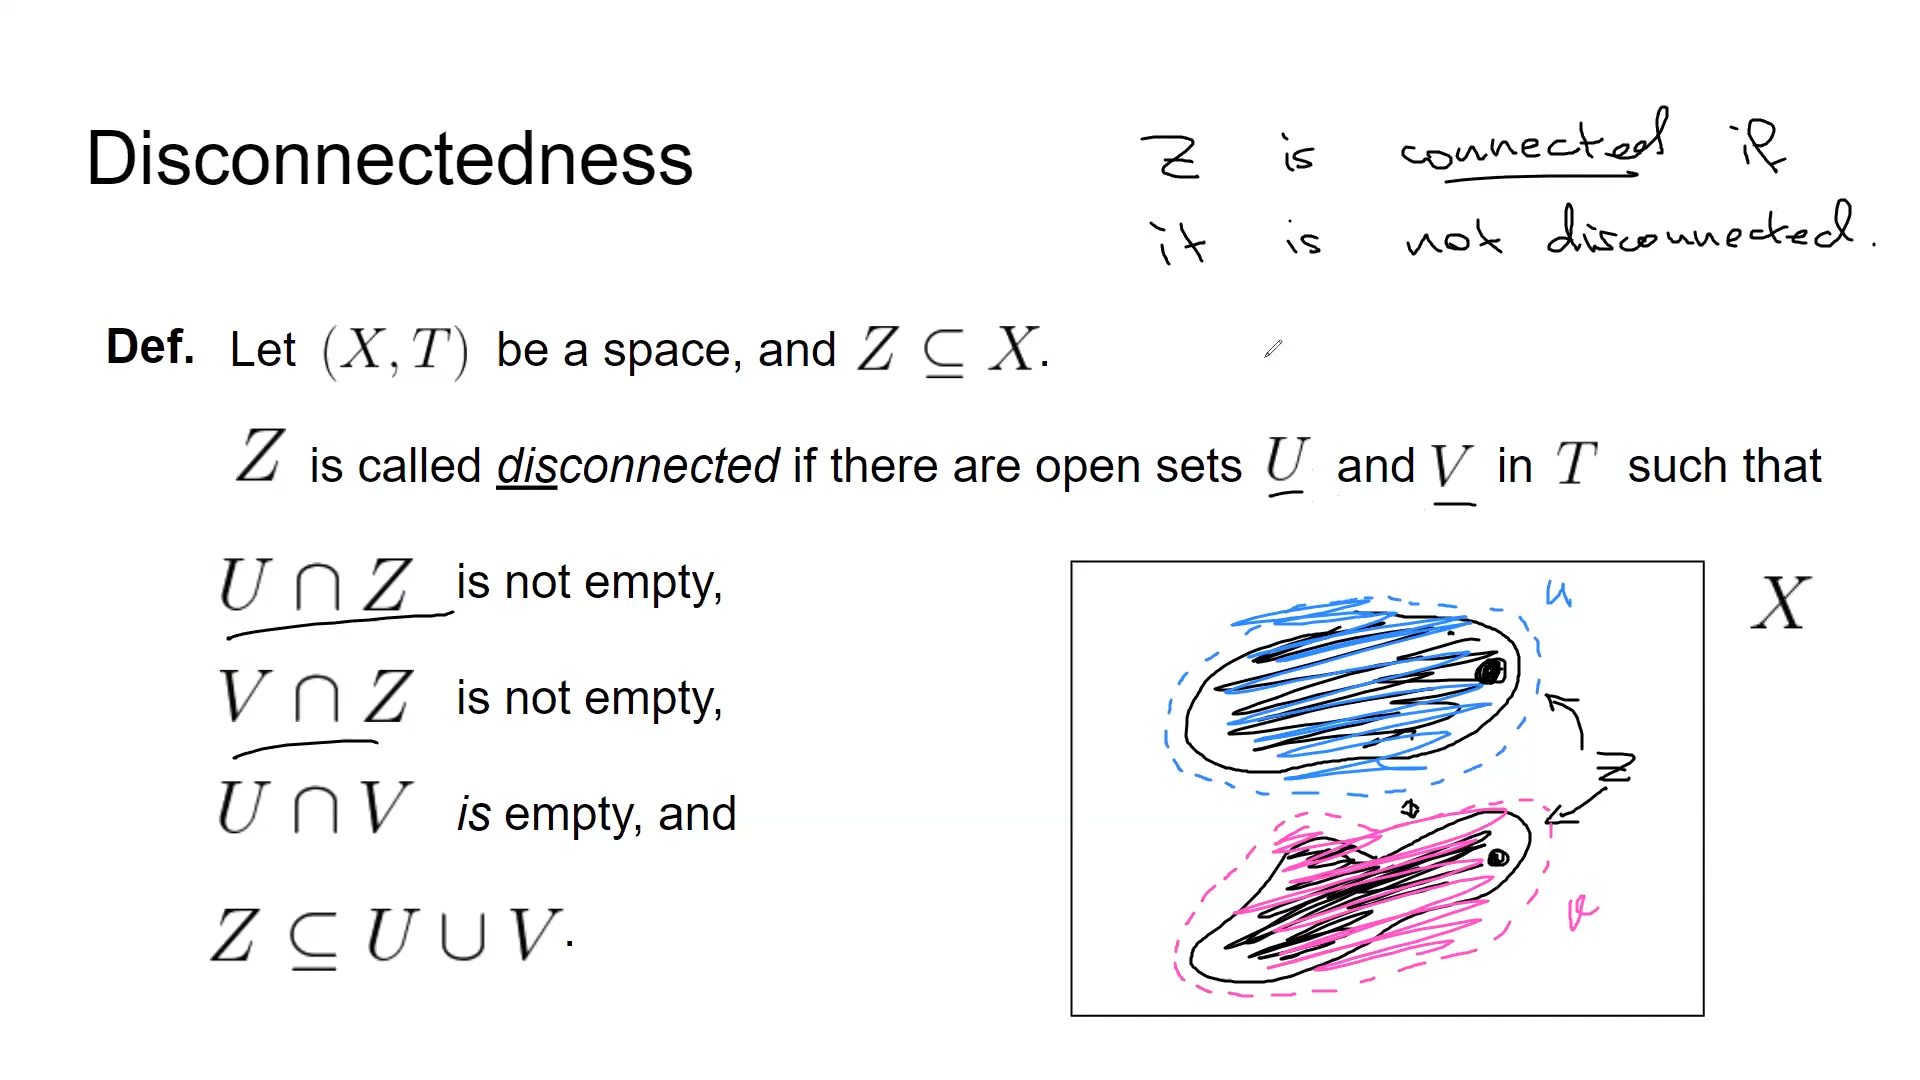 Disconnectedness
Z is connected if
it is not disconnected.
Def. Let (X, T) be a space, and Z ⊆ X.
Z is called disconnected if there are open sets U and V in T such that
U ∩ Z is not empty,
V ∩ Z is not empty,
U ∩ V is empty, and
Z ⊆ U ∪ V.
U
X
Z
V